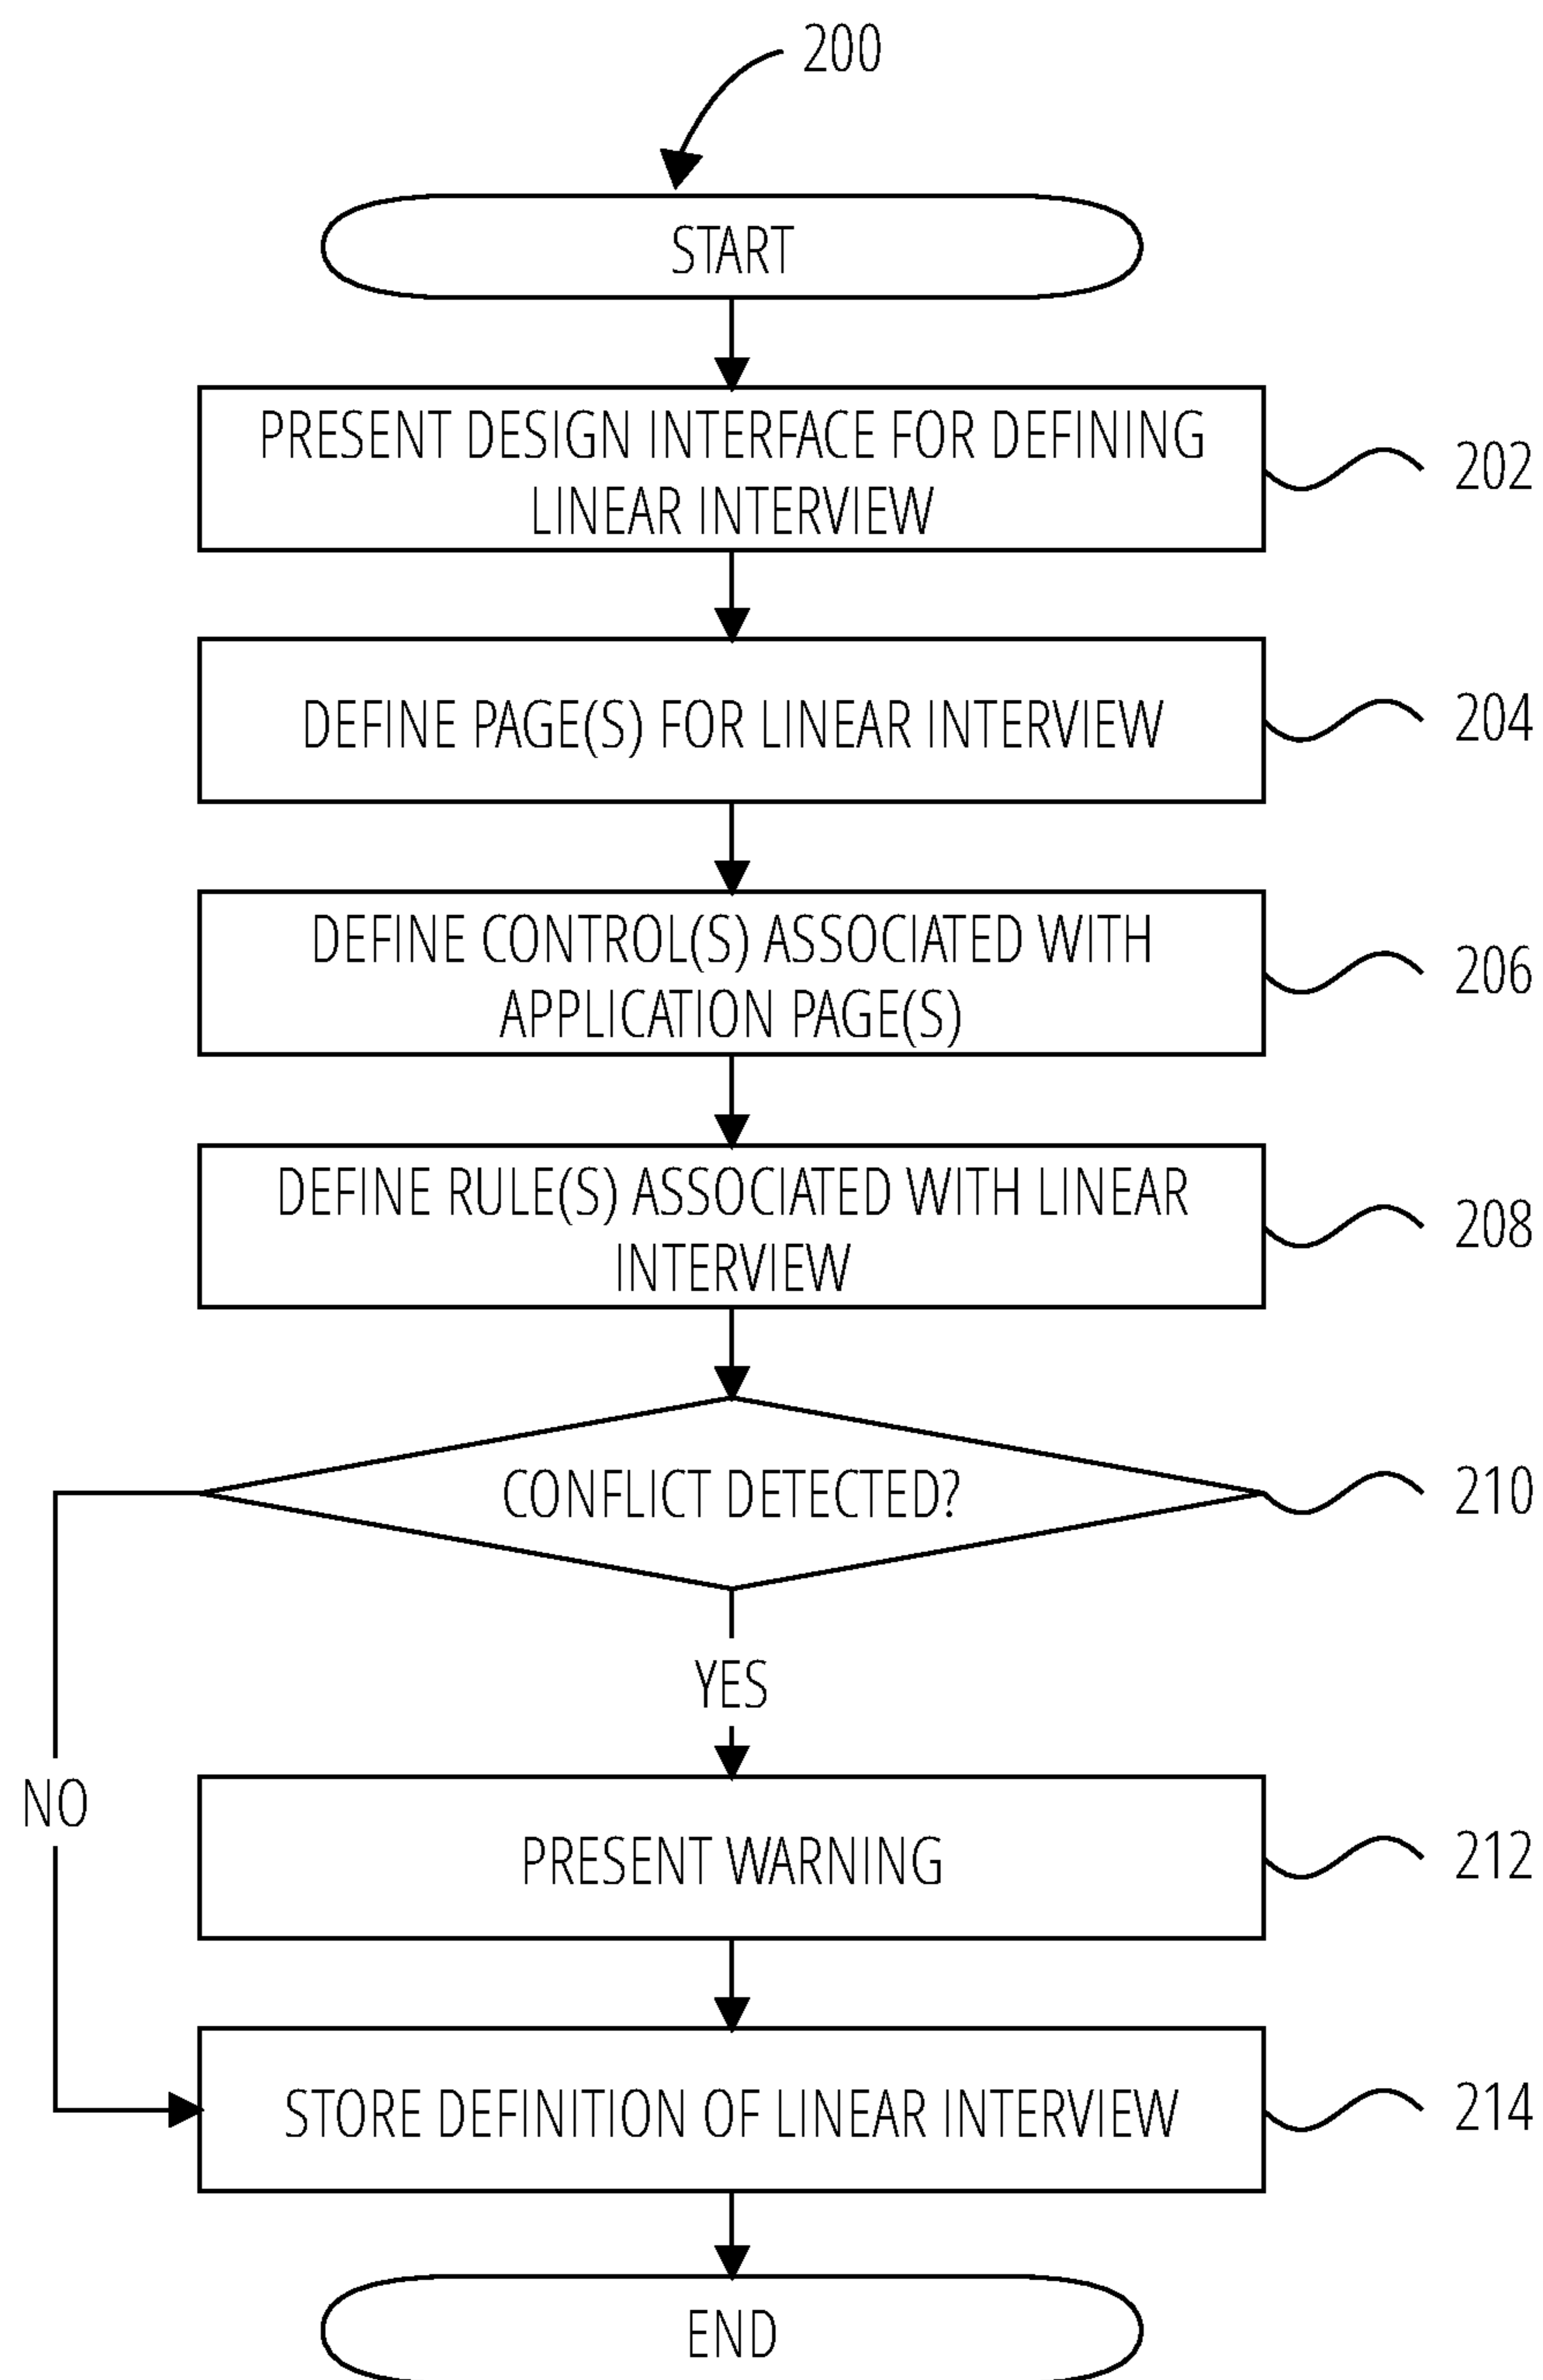 200
START
PRESENT DESIGN INTERFACE FOR DEFINING
LINEAR INTERVIEW
202
DEFINE PAGE(S) FOR LINEAR INTERVIEW
204
DEFINE CONTROL(S) ASSOCIATED WITH
APPLICATION PAGE(S)
206
DEFINE RULE(S) ASSOCIATED WITH LINEAR
INTERVIEW
208
CONFLICT DETECTED?
210
YES
NO
PRESENT WARNING
212
STORE DEFINITION OF LINEAR INTERVIEW
214
END